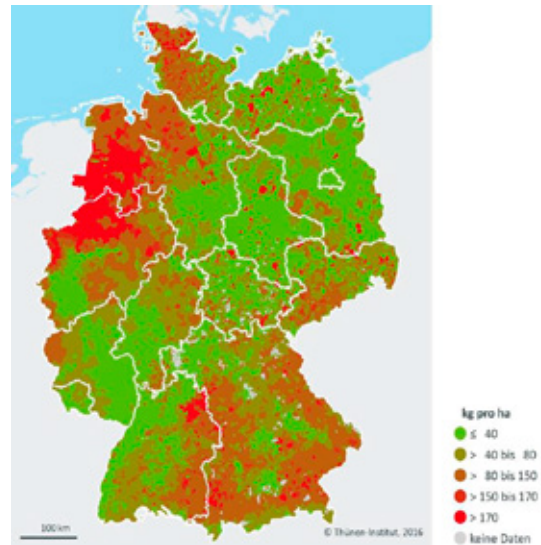 kg pro ha
≤ 40
> 40 bis 80
> 80 bis 150
> 150 bis 170
> 170
keine Daten
100 km
© Thünen-Institut, 2016